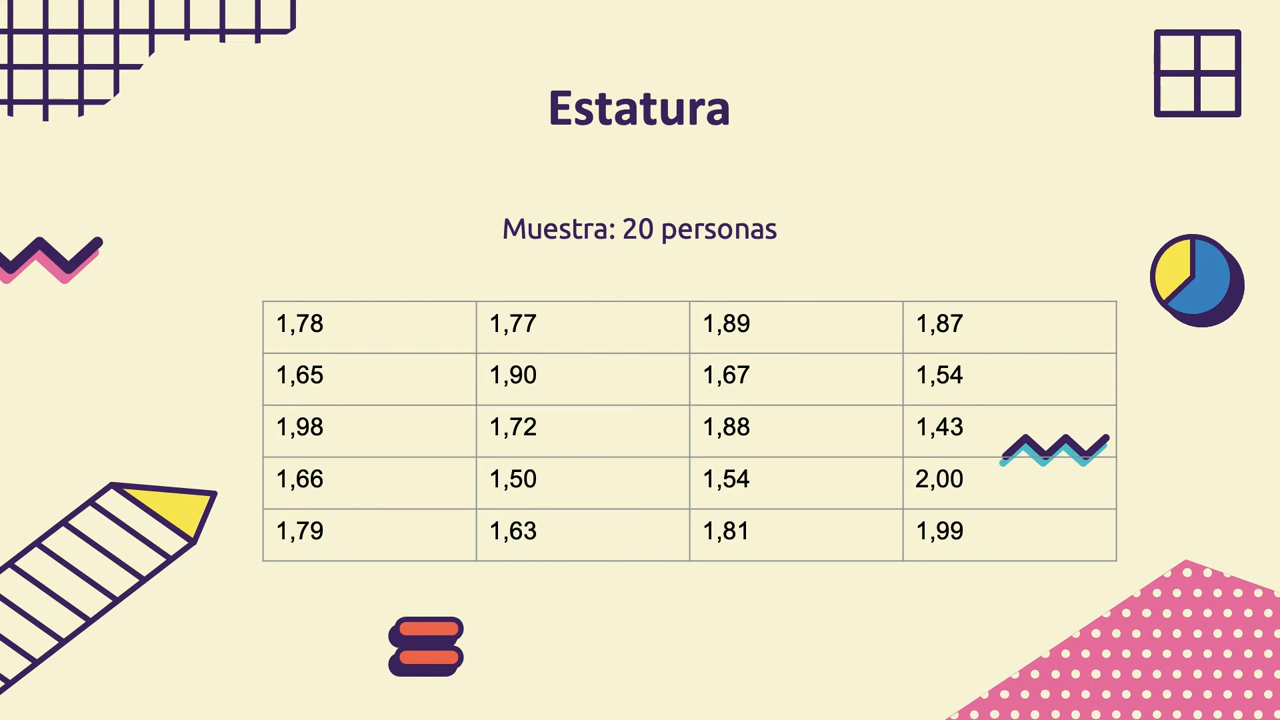 Estatura
Muestra: 20 personas
1,78 1,77 1,89 1,87
1,65 1,90 1,67 1,54
1,98 1,72 1,88 1,43
1,66 1,50 1,54 2,00
1,79 1,63 1,81 1,99